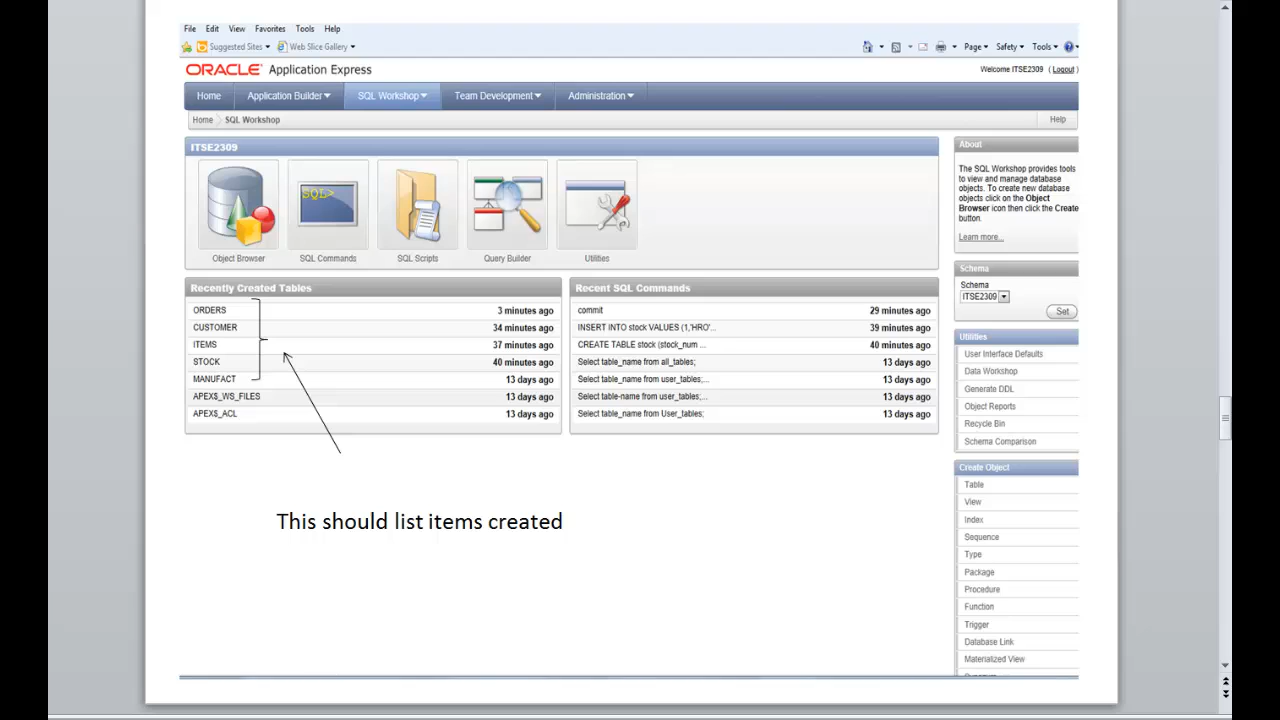 File Edit View Favorites Tools Help
Suggested Sites Web Slice Gallery Page Safety Tools
ORACLE Application Express Welcome ITSE2309 ( Logout )
Home Application Builder SQL Workshop Team Development Administration
Home SQL Workshop Help
ITSE2309
SQL>
Object Browser SQL Commands SQL Scripts Query Builder Utilities
Recently Created Tables
ORDERS 3 minutes ago
CUSTOMER 34 minutes ago
ITEMS 37 minutes ago
STOCK 40 minutes ago
MANUFACT 13 days ago
APEX$_WS_FILES 13 days ago
APEX$_ACL 13 days ago
Recent SQL Commands
commit 29 minutes ago
INSERT INTO stock VALUES (1,'HRO'... 39 minutes ago
CREATE TABLE stock (stock_num ... 40 minutes ago
Select table_name from all_tables; 13 days ago
Select table_name from user_tables;... 13 days ago
Select table-name from user_tables;... 13 days ago
Select table_name from User_tables; 13 days ago
This should list items created
About
The SQL Workshop provides tools
to view and manage database
objects. To create new database
objects click on the Object
Browser icon then click the Create
button.
Learn more...
Schema
Schema
ITSE2309
Set
Utilities
User Interface Defaults
Data Workshop
Generate DDL
Object Reports
Recycle Bin
Schema Comparison
Create Object
Table
View
Index
Sequence
Type
Package
Procedure
Function
Trigger
Database Link
Materialized View